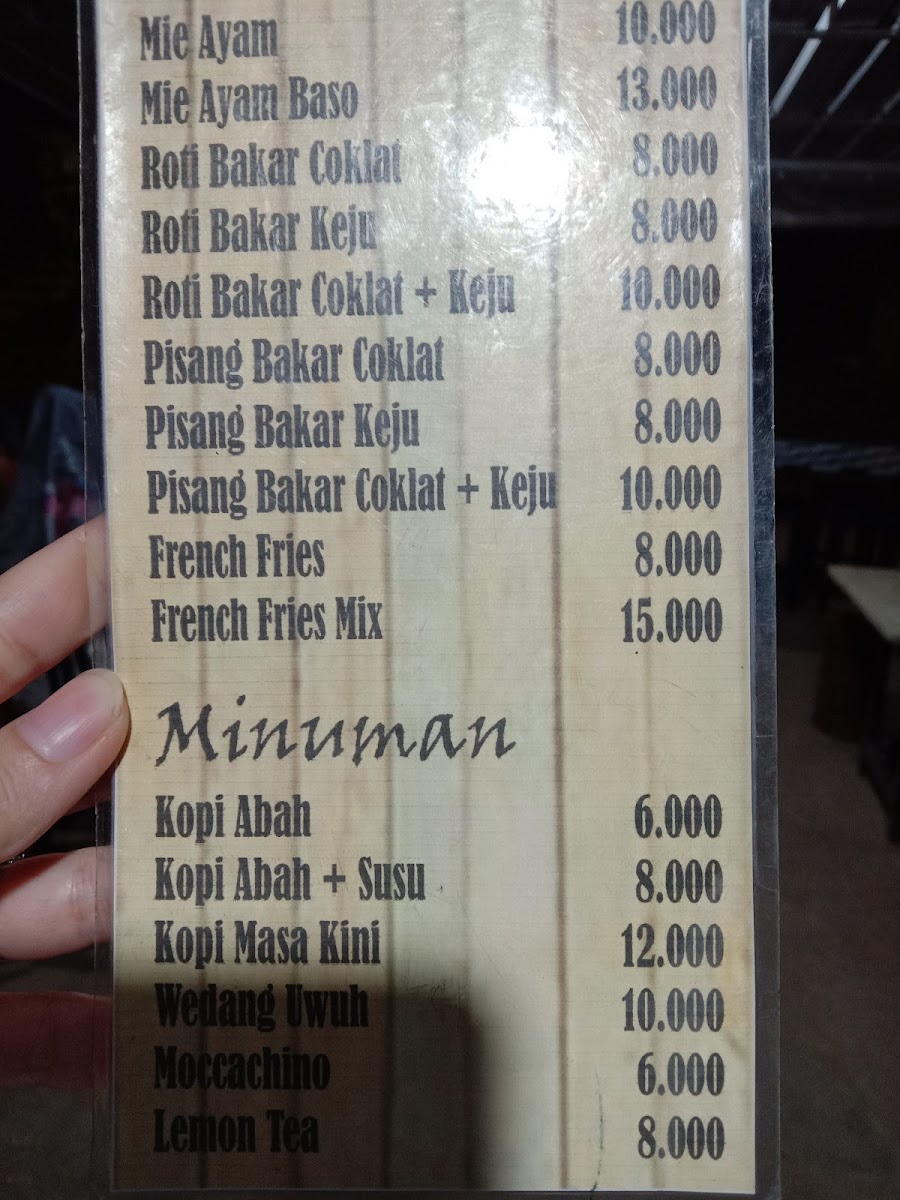 Mie Ayam 10.000
Mie Ayam Baso 13.000
Roti Bakar Coklat 8.000
Roti Bakar Keju 8.000
Roti Bakar Coklat + Keju 10.000
Pisang Bakar Coklat 8.000
Pisang Bakar Keju 8.000
Pisang Bakar Coklat + Keju 10.000
French Fries 8.000
French Fries Mix 15.000
Minuman
Kopi Abah 6.000
Kopi Abah + Susu 8.000
Kopi Masa Kini 12.000
Wedang Uwuh 10.000
Moccachino 6.000
Lemon Tea 8.000